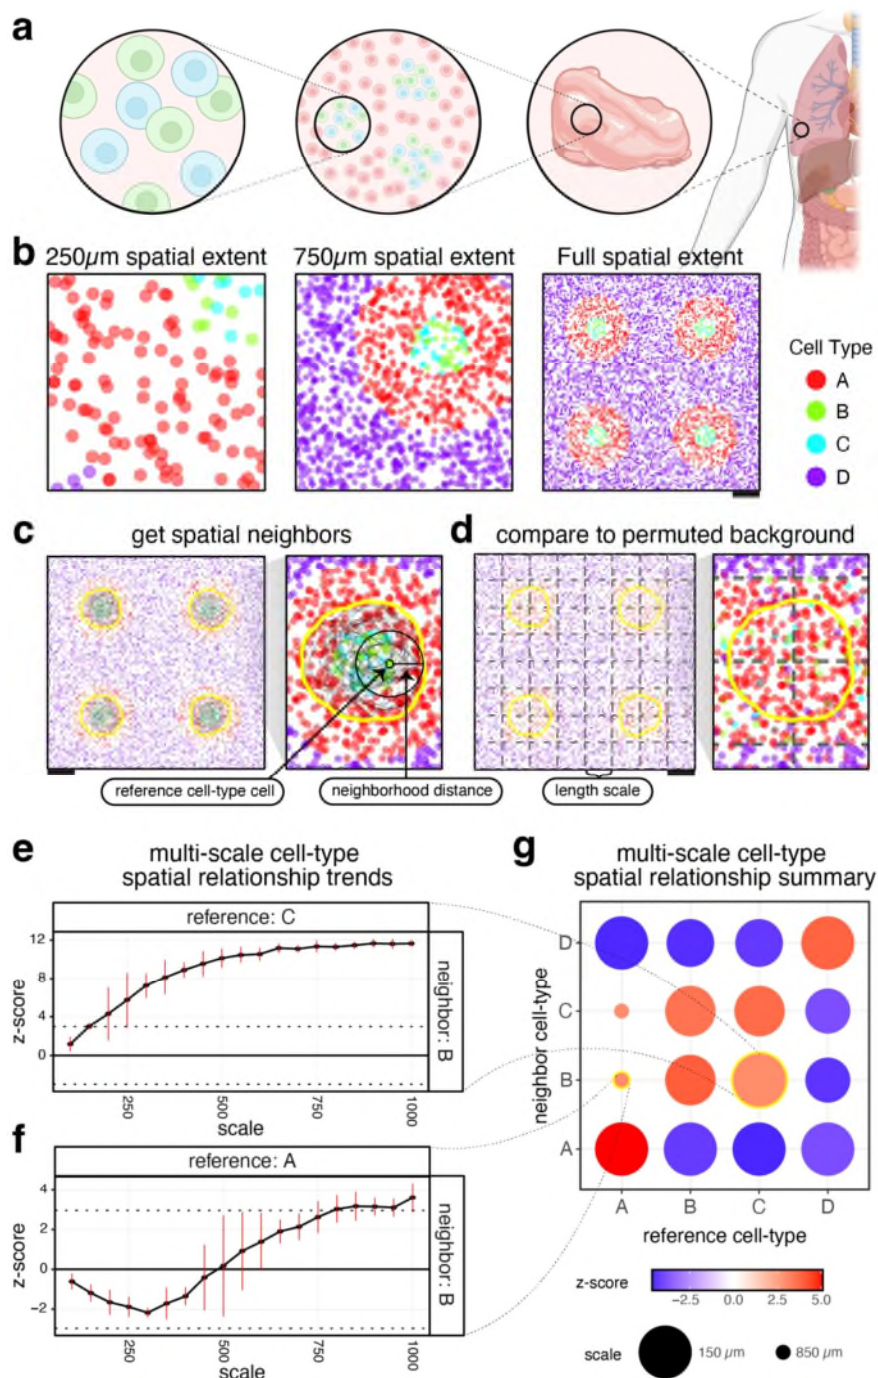 a
b
250µm spatial extent
750µm spatial extent
Full spatial extent
Cell Type
A
B
C
D
c
get spatial neighbors
d
compare to permuted background
reference cell-type cell
neighborhood distance
length scale
e
multi-scale cell-type
spatial relationship trends
reference: C
neighbor: B
z-score
12
8
4
0
250
500
750
1000
scale
f
reference: A
neighbor: B
z-score
4
2
0
−2
250
500
750
1000
scale
g
multi-scale cell-type
spatial relationship summary
neighbor cell-type
D
C
B
A
A
B
C
D
reference cell-type
z-score
−2.5
0.0
2.5
5.0
scale
150 µm
850 µm